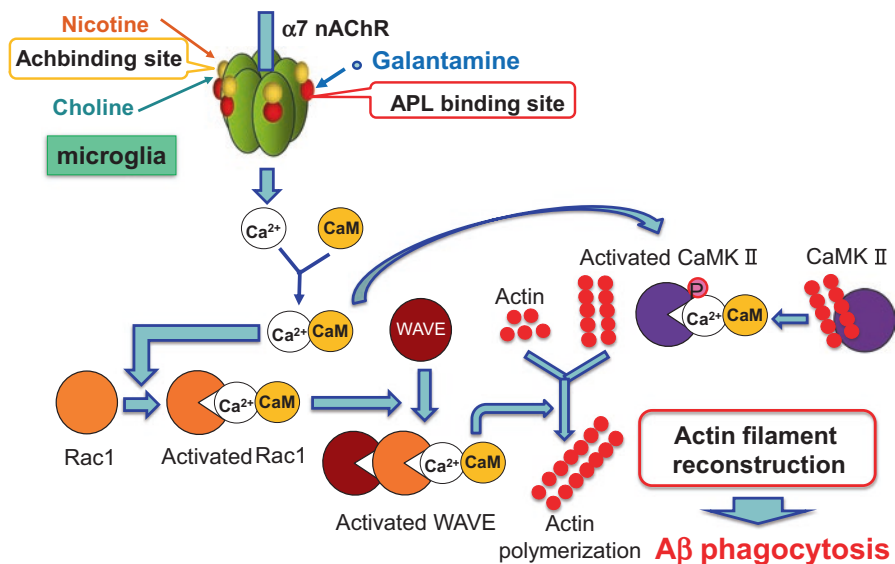 Nicotine
α7 nAChR
Achbinding site
Galantamine
Choline
APL binding site
microglia
Ca2+
CaM
Activated CaMK Ⅱ
CaMK Ⅱ
P
Ca2+
CaM
CaM
Actin
WAVE
Ca2+
CaM
Ca2+
CaM
Rac1
Activated Rac1
Ca2+
CaM
Activated WAVE
Actin
polymerization
Actin filament
reconstruction
Aβ phagocytosis